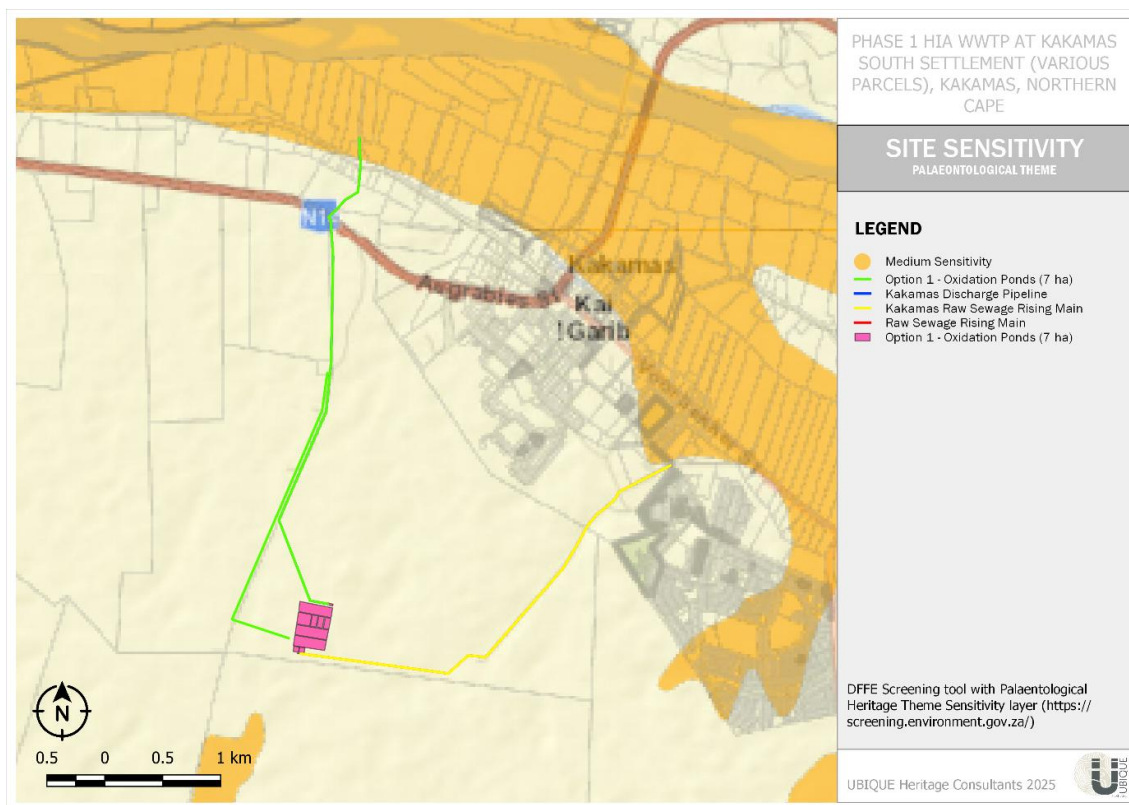 PHASE 1 HIA WWTP AT KAKAMAS
SOUTH SETTLEMENT (VARIOUS
PARCELS), KAKAMAS, NORTHERN
CAPE
SITE SENSITIVITY
PALAEONTOLOGICAL THEME
LEGEND
Medium Sensitivity
Option 1 - Oxidation Ponds (7 ha)
Kakamas Discharge Pipeline
Kakamas Raw Sewage Rising Main
Raw Sewage Rising Main
Option 1 - Oxidation Ponds (7 ha)
DFFE Screening tool with Palaentological
Heritage Theme Sensitivity layer (https://
screening.environment.gov.za/)
UBIQUE Heritage Consultants 2025
UBIQUE
Kakamas
Kai
!Garib
N
0.5 0 0.5 1 km